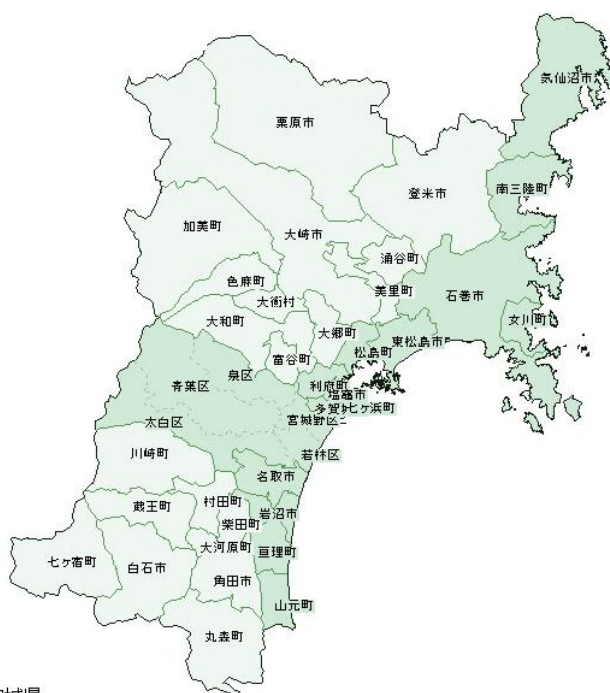 気仙沼市
栗原市
南三陸町
登米市
加美町
大崎市
涌谷町
色麻町
美里町
石巻市
大衡村
大和町
大郷町
女川町
東松島市
松島町
富谷町
泉区
青葉区
利府町
塩竈市
多賀城
七ヶ浜町
太白区
宮城野区
川崎町
若林区
名取市
蔵王町
村田町
岩沼市
柴田町
大河原町
亘理町
七ヶ宿町
白石市
角田市
山元町
丸森町